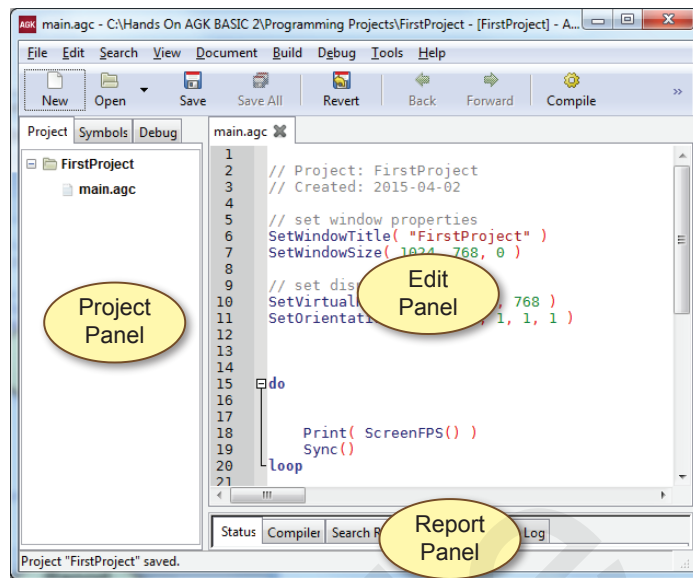 AGK main.agc - C:\Hands On AGK BASIC 2\Programming Projects\FirstProject - [FirstProject] - A...
File Edit Search View Document Build Debug Tools Help
New Open Save Save All Revert Back Forward Compile »
Project Symbols Debug main.agc
FirstProject
main.agc
1
2 // Project: FirstProject
3 // Created: 2015-04-02
4
5 // set window properties
6 SetWindowTitle( "FirstProject" )
7 SetWindowSize( 1024, 768, 0 )
8
9 // set
10 768 )
11 1, 1, 1 )
12
13
14
15 do
16
17
18 Print( ScreenFPS() )
19 Sync()
20 loop
21
Project
Panel
Edit
Panel
Status Compiler Search Log
Report
Panel
Project "FirstProject" saved.